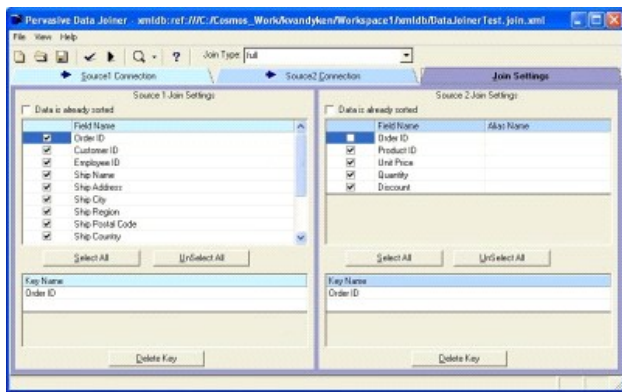 Pervasive Data Joiner - xmldb:ref:///C:/Cosmos_Work/kvandyken/Workspace1/xmldb/DataJoinerTest.join.xml
File View Help
Join Type: full
Source1 Connection
Source2 Connection
Join Settings
Source 1 Join Settings
Data is already sorted
Field Name
Order ID
Customer ID
Employee ID
Ship Name
Ship Address
Ship City
Ship Region
Ship Postal Code
Ship Country
Select All UnSelect All
Key Name
Order ID
Delete Key
Source 2 Join Settings
Data is already sorted
Field Name Alias Name
Order ID
Product ID
Unit Price
Quantity
Discount
Select All UnSelect All
Key Name
Order ID
Delete Key